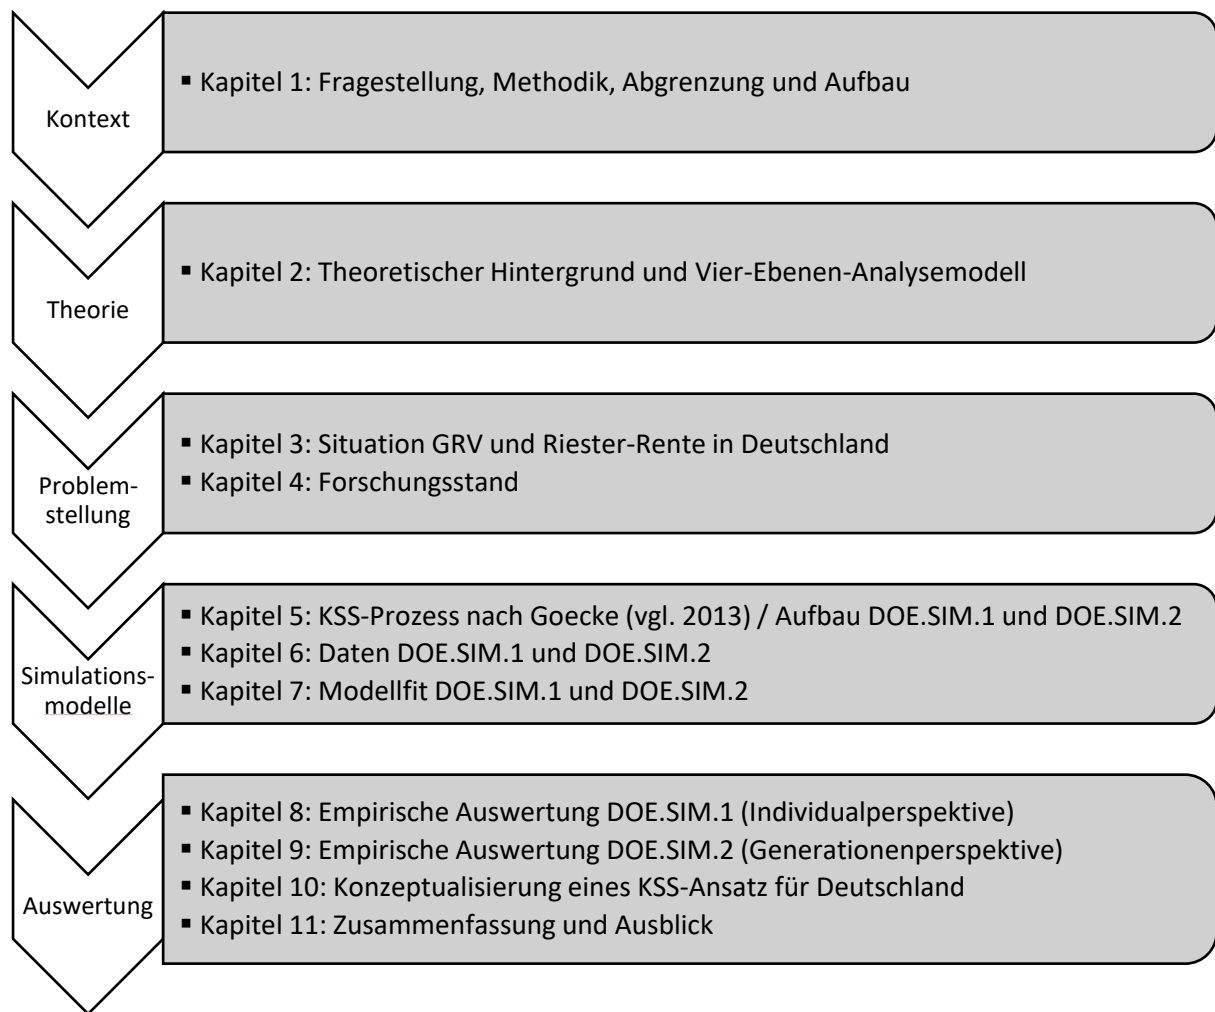 Kontext
▪ Kapitel 1: Fragestellung, Methodik, Abgrenzung und Aufbau
Theorie
▪ Kapitel 2: Theoretischer Hintergrund und Vier-Ebenen-Analysemodell
Problem-
stellung
▪ Kapitel 3: Situation GRV und Riester-Rente in Deutschland
▪ Kapitel 4: Forschungsstand
Simulations-
modelle
▪ Kapitel 5: KSS-Prozess nach Goecke (vgl. 2013) / Aufbau DOE.SIM.1 und DOE.SIM.2
▪ Kapitel 6: Daten DOE.SIM.1 und DOE.SIM.2
▪ Kapitel 7: Modellfit DOE.SIM.1 und DOE.SIM.2
Auswertung
▪ Kapitel 8: Empirische Auswertung DOE.SIM.1 (Individualperspektive)
▪ Kapitel 9: Empirische Auswertung DOE.SIM.2 (Generationenperspektive)
▪ Kapitel 10: Konzeptualisierung eines KSS-Ansatz für Deutschland
▪ Kapitel 11: Zusammenfassung und Ausblick